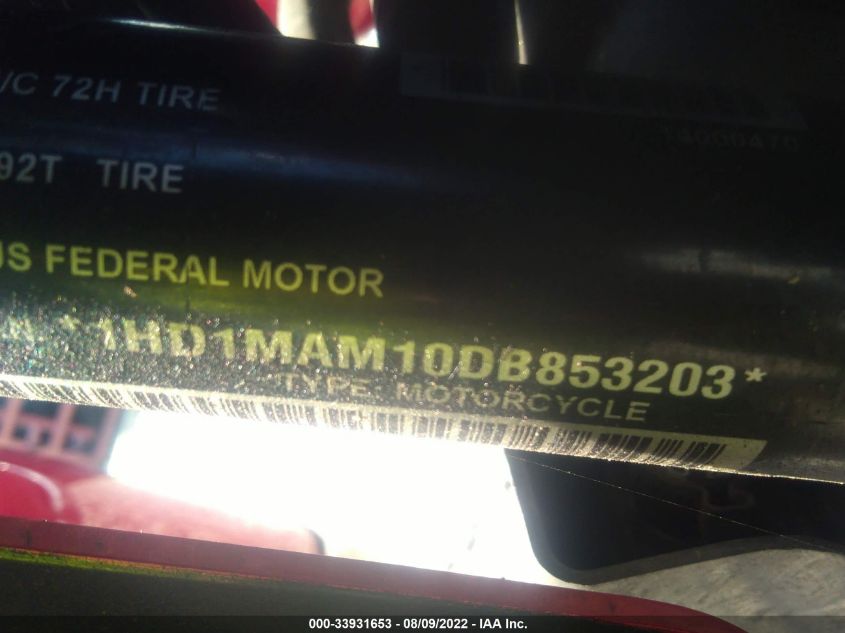 /C 72H TIRE
92T TIRE
US FEDERAL MOTOR
*1HD1MAM10DB853203*
TYPE: MOTORCYCLE
000-33931653 - 08/09/2022 - IAA Inc.